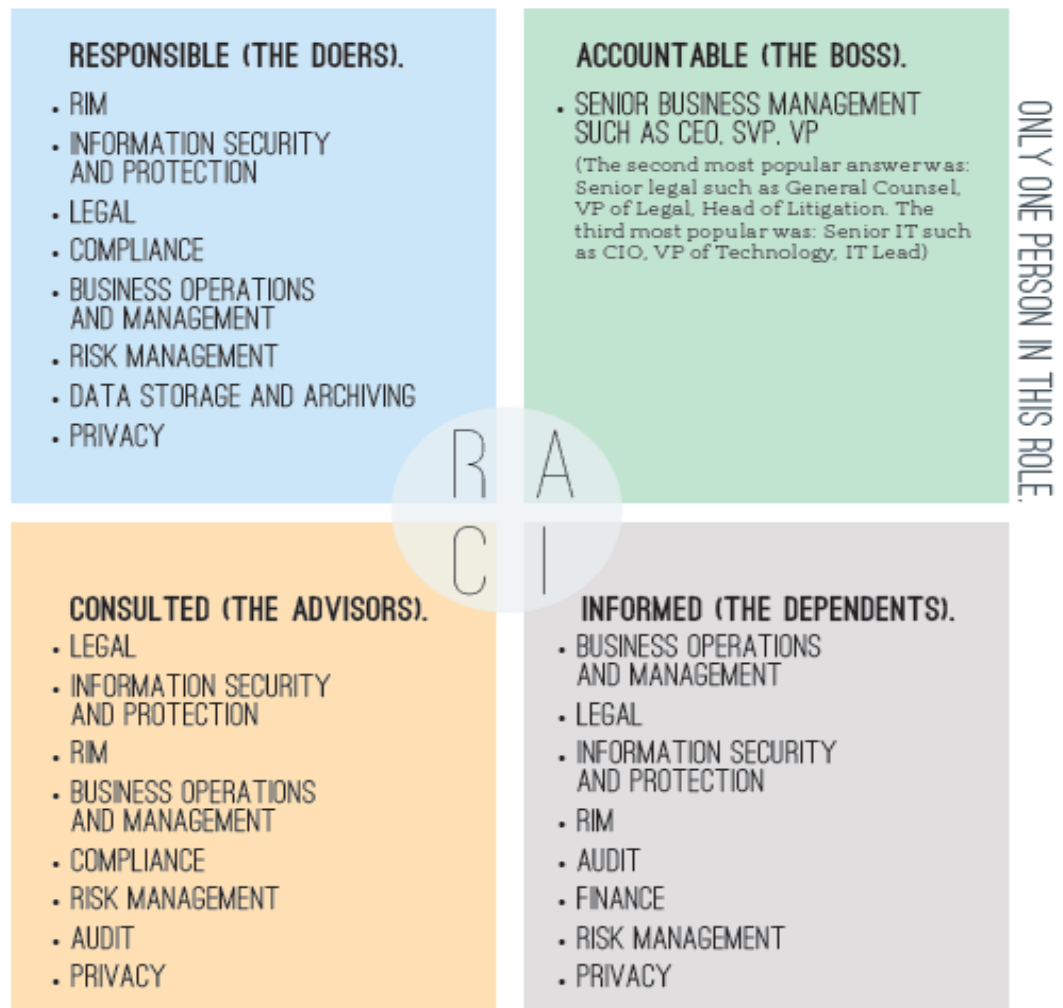 RESPONSIBLE (THE DOERS).
• RIM
• INFORMATION SECURITY
AND PROTECTION
• LEGAL
• COMPLIANCE
• BUSINESS OPERATIONS
AND MANAGEMENT
• RISK MANAGEMENT
• DATA STORAGE AND ARCHIVING
• PRIVACY
ACCOUNTABLE (THE BOSS).
• SENIOR BUSINESS MANAGEMENT
SUCH AS CEO, SVP, VP
(The second most popular answer was:
Senior legal such as General Counsel,
VP of Legal, Head of Litigation. The
third most popular was: Senior IT such
as CIO, VP of Technology, IT Lead)
ONLY ONE PERSON IN THIS ROLE.
R A
C I
CONSULTED (THE ADVISORS).
• LEGAL
• INFORMATION SECURITY
AND PROTECTION
• RIM
• BUSINESS OPERATIONS
AND MANAGEMENT
• COMPLIANCE
• RISK MANAGEMENT
• AUDIT
• PRIVACY
INFORMED (THE DEPENDENTS).
• BUSINESS OPERATIONS
AND MANAGEMENT
• LEGAL
• INFORMATION SECURITY
AND PROTECTION
• RIM
• AUDIT
• FINANCE
• RISK MANAGEMENT
• PRIVACY